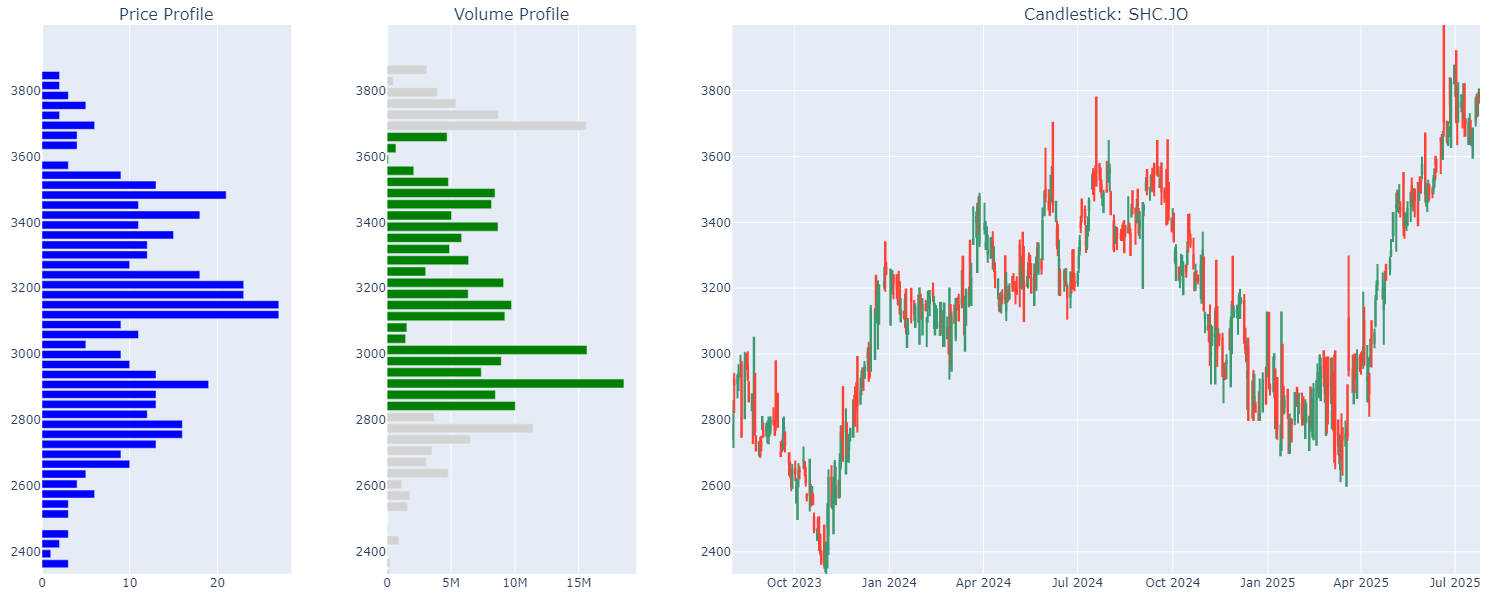 Price Profile
Volume Profile
Candlestick: SHC.JO
3800
3600
3400
3200
3000
2800
2600
2400
0
10
20
3800
3600
3400
3200
3000
2800
2600
2400
0
5M
10M
15M
3800
3600
3400
3200
3000
2800
2600
2400
Oct 2023
Jan 2024
Apr 2024
Jul 2024
Oct 2024
Jan 2025
Apr 2025
Jul 2025